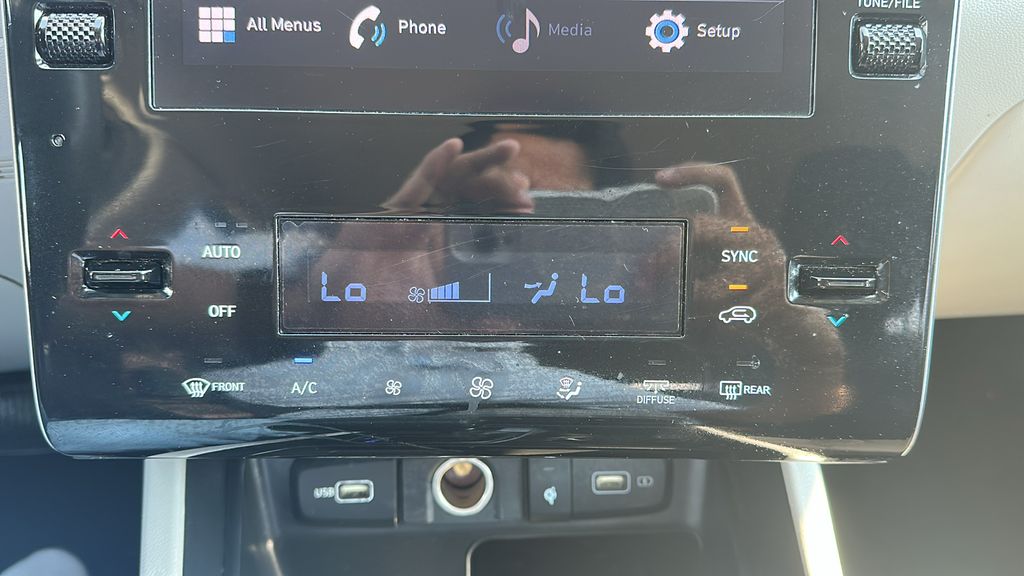 TUNE/FILE
All Menus
Phone
Media
Setup
AUTO
SYNC
Lo
Lo
OFF
FRONT
A/C
DIFFUSE
REAR
USB